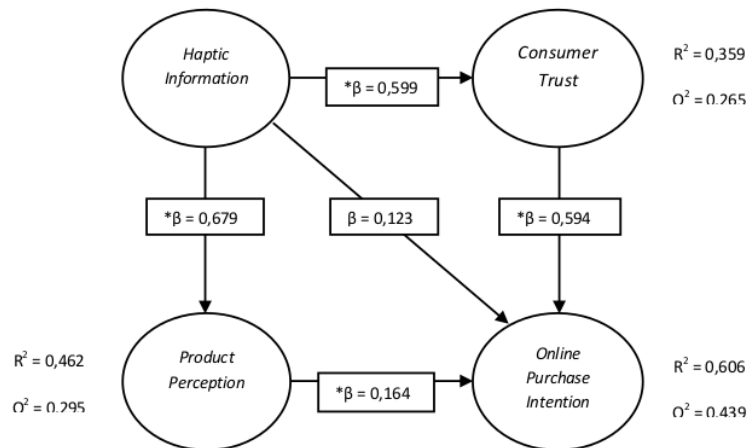 Haptic
Information
*β = 0,599
Consumer
Trust
R² = 0,359
Q² = 0,265
*β = 0,679
β = 0,123
*β = 0,594
R² = 0,462
Q² = 0,295
Product
Perception
*β = 0,164
Online
Purchase
Intention
R² = 0,606
Q² = 0,439